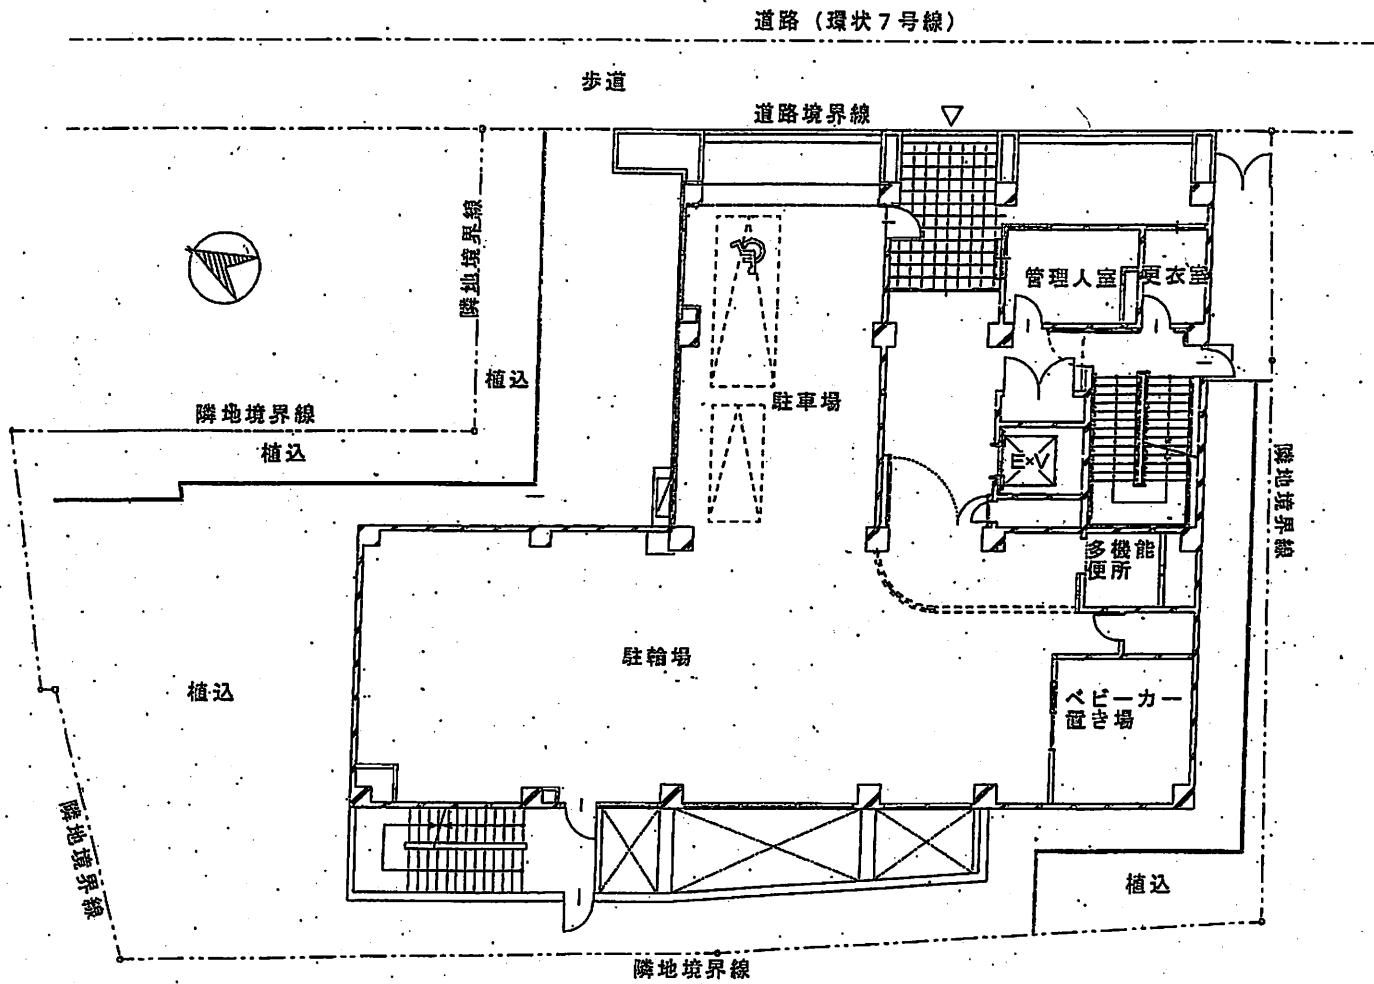 道路（環状７号線）
歩道
道路境界線
隣地境界線
管理人室
更衣室
植込
隣地境界線
駐車場
植込
E×V
隣地境界線
多機能
便所
駐輪場
植込
ベビーカー
置き場
隣地境界線
植込
隣地境界線